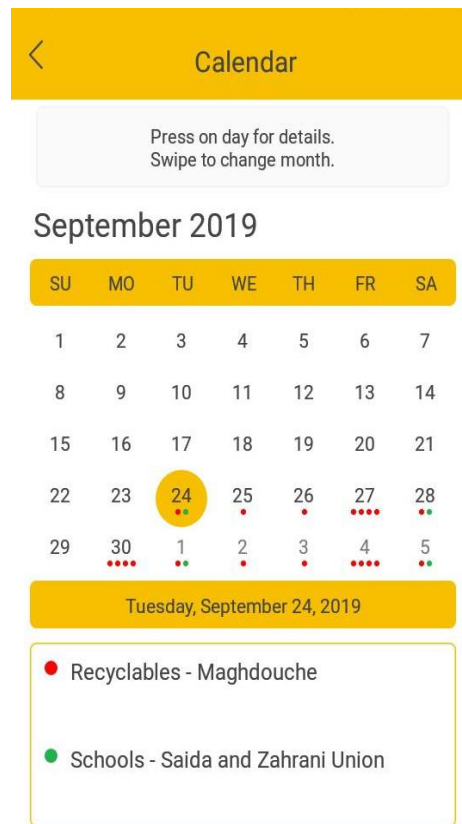 Calendar
Press on day for details.
Swipe to change month.
September 2019
SU MO TU WE TH FR SA
1 2 3 4 5 6 7
8 9 10 11 12 13 14
15 16 17 18 19 20 21
22 23 24 25 26 27 28
29 30 1 2 3 4 5
Tuesday, September 24, 2019
Recyclables - Maghdouche
Schools - Saida and Zahrani Union